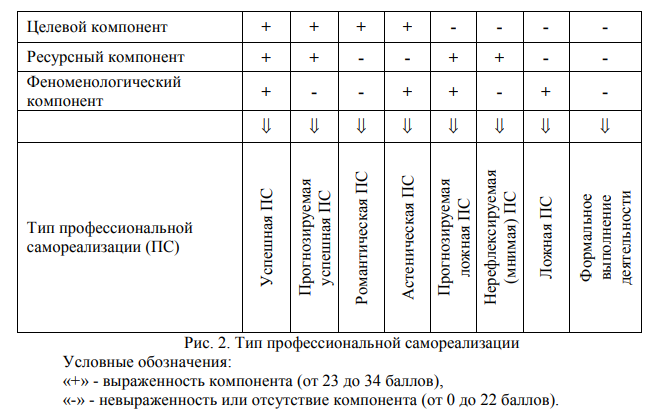 Целевой компонент + + + + - - - -
Ресурсный компонент + + - - + + - -
Феноменологический
компонент + - - + + - + -
⇓ ⇓ ⇓ ⇓ ⇓ ⇓ ⇓ ⇓
Тип профессиональной
самореализации (ПС)
Успешная ПС
Прогнозируемая
успешная ПС
Романтическая ПС
Астеническая ПС
Прогнозируемая
ложная ПС
Нерефлексируемая
(мнимая) ПС
Ложная ПС
Формальное
выполнение
деятельности
Рис. 2. Тип профессиональной самореализации
Условные обозначения:
«+» - выраженность компонента (от 23 до 34 баллов),
«-» - невыраженность или отсутствие компонента (от 0 до 22 баллов).